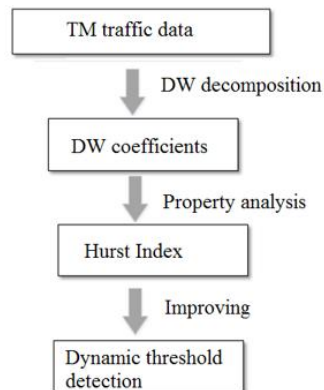 TM traffic data
DW decomposition
DW coefficients
Property analysis
Hurst Index
Improving
Dynamic threshold
detection